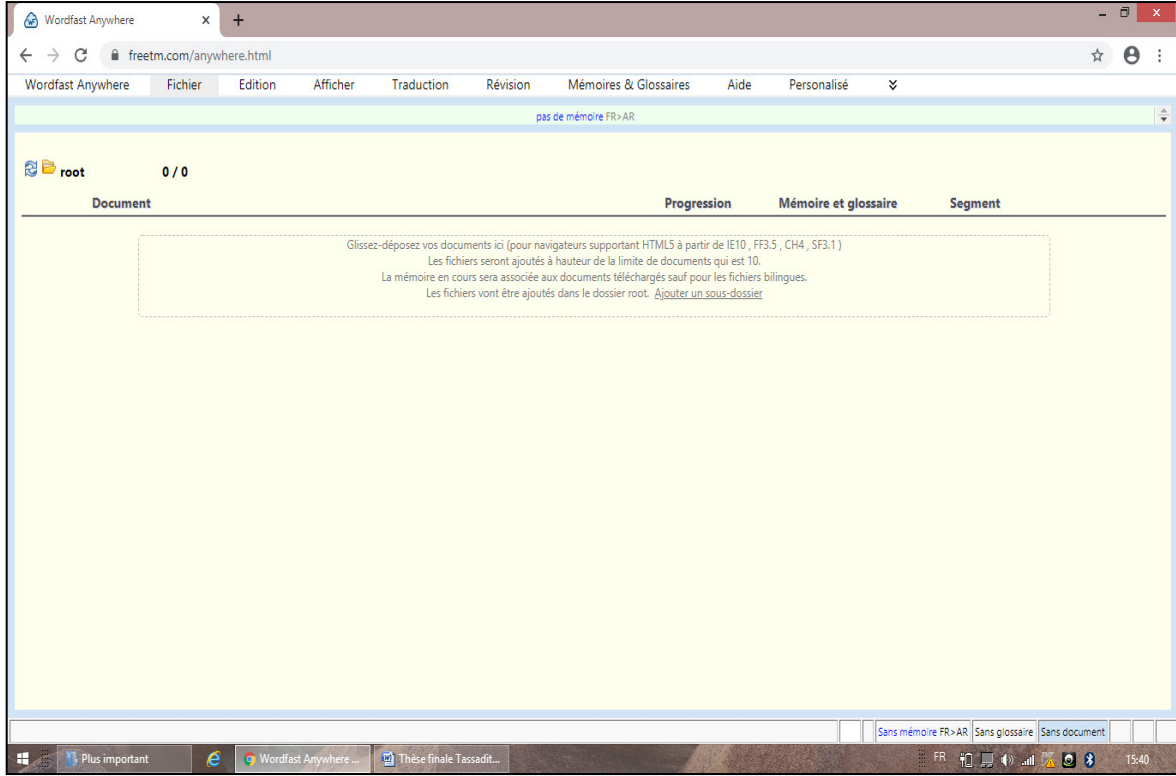 Wordfast Anywhere
freetm.com/anywhere.html
Wordfast Anywhere Fichier Edition Afficher Traduction Révision Mémoires & Glossaires Aide Personalisé
pas de mémoire FR>AR
root 0 / 0
Document Progression Mémoire et glossaire Segment
Glissez-déposez vos documents ici (pour navigateurs supportant HTML5 à partir de IE10 , FF3.5 , CH4 , SF3.1 )
Les fichiers seront ajoutés à hauteur de la limite de documents qui est 10.
La mémoire en cours sera associée aux documents téléchargés sauf pour les fichiers bilingues.
Les fichiers vont être ajoutés dans le dossier root. Ajouter un sous-dossier
Sans mémoire FR>AR Sans glossaire Sans document
Plus important Wordfast Anywhere ... Thèse finale Tassadit... FR 15:40